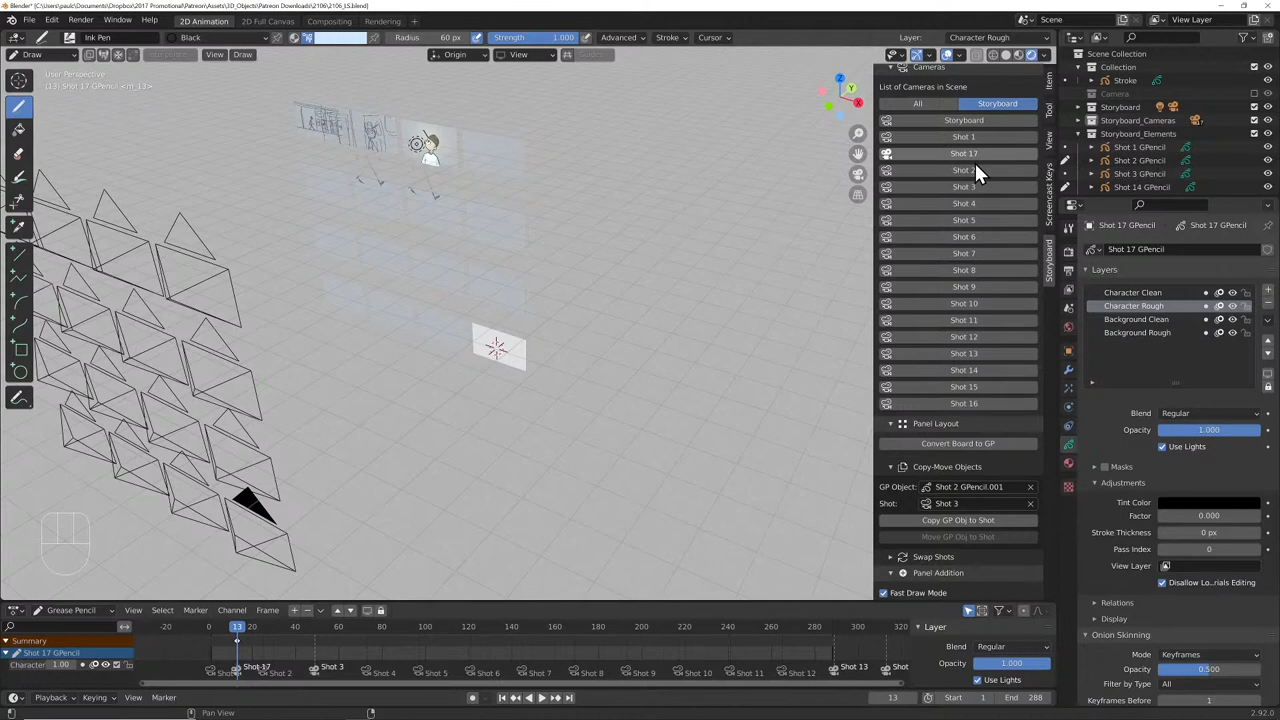 Blender* [C:\Users\paulc\Dropbox\2017 Promotional\Patreon\Assets\3D_Objects\Patreon Downloads\2106\2106_LS.blend]
File Edit Render Window Help 2D Animation 2D Full Canvas Compositing Rendering Scene View Layer
Ink Pen Black Radius 60 px Strength 1.000 Advanced Stroke Cursor Layer: Character Rough
Draw View Draw Origin View Guides
User Perspective
(13) Shot 17 GPencil <m_13>
Z
Y
X
Cameras
List of Cameras in Scene
All Storyboard
Storyboard
Shot 1
Shot 17
Shot 2
Shot 3
Shot 4
Shot 5
Shot 6
Shot 7
Shot 8
Shot 9
Shot 10
Shot 11
Shot 12
Shot 13
Shot 14
Shot 15
Shot 16
Panel Layout
Convert Board to GP
Copy-Move Objects
GP Object: Shot 2 GPencil.001
Shot: Shot 3
Copy GP Obj to Shot
Move GP Obj to Shot
Swap Shots
Panel Addition
Fast Draw Mode
Item
Tool
View
Screencast Keys
Storyboard
Scene Collection
Collection
Stroke
Camera
Storyboard
Storyboard_Cameras
Storyboard_Elements
Shot 1 GPencil
Shot 2 GPencil
Shot 3 GPencil
Shot 14 GPencil
Shot 17 GPencil Shot 17 GPencil
Shot 17 GPencil
Layers
Character Clean
Character Rough
Background Clean
Background Rough
Blend Regular
Opacity 1.000
Use Lights
Masks
Adjustments
Tint Color
Factor 0.000
Stroke Thickness 0 px
Pass Index 0
View Layer
Disallow Lo..rials Editing
Relations
Display
Onion Skinning
Mode Keyframes
Opacity 0.500
Filter by Type All
Keyframes Before 1
Grease Pencil View Select Marker Channel Frame
-20 0 13 20 40 60 80 100 120 140 160 180 200 220 240 260 280 300 320
Summary
Shot 17 GPencil
Character 1.00
Shot-17 Shot 3 Shot 13 Shot
Shot Shot 2 Shot 4 Shot 5 Shot 6 Shot 7 Shot 8 Shot 9 Shot 10 Shot 11 Shot 12
Layer
Blend Regular
Opacity 1.000
Use Lights
Playback Keying View Marker 13 Start 1 End 288
Pan View 2.92.0